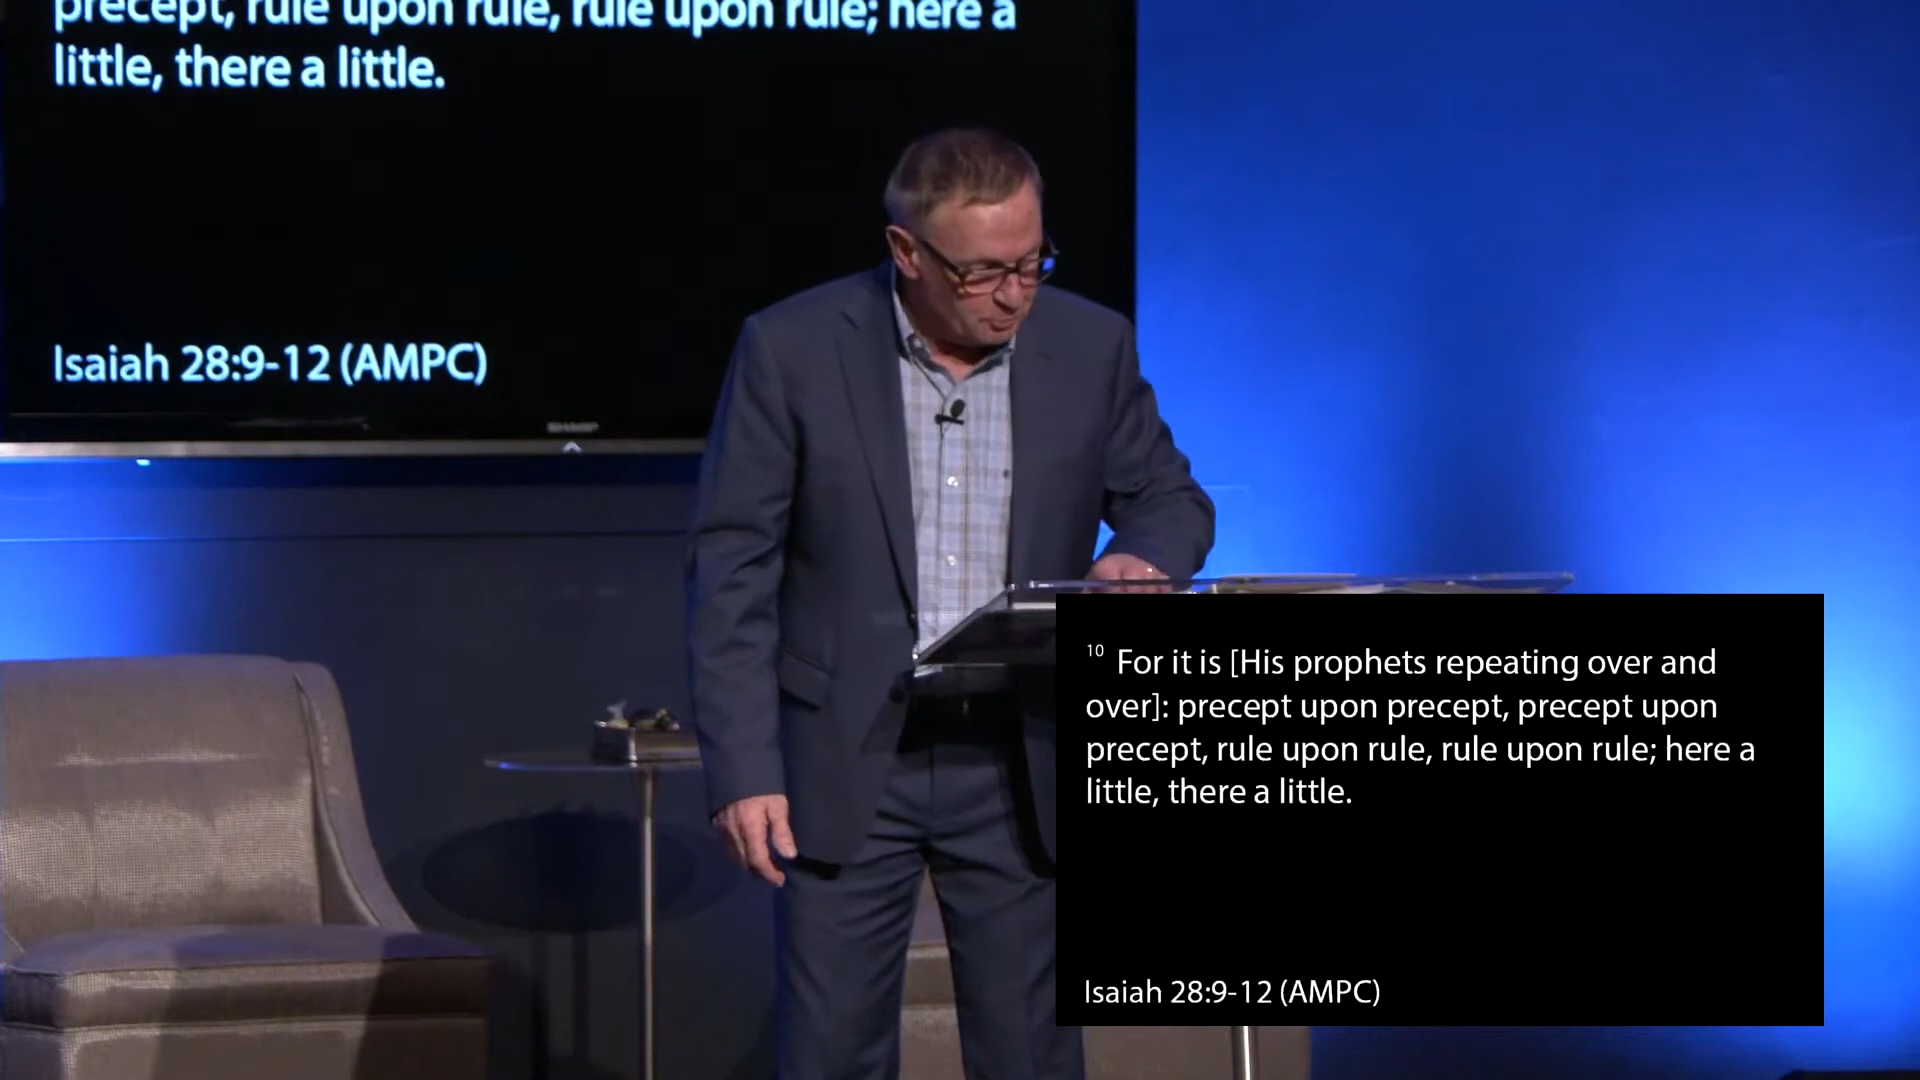 precept, rule upon rule, rule upon rule; here a
little, there a little.
Isaiah 28:9-12 (AMPC)
SHARP
10 For it is [His prophets repeating over and
over]: precept upon precept, precept upon
precept, rule upon rule, rule upon rule; here a
little, there a little.
Isaiah 28:9-12 (AMPC)